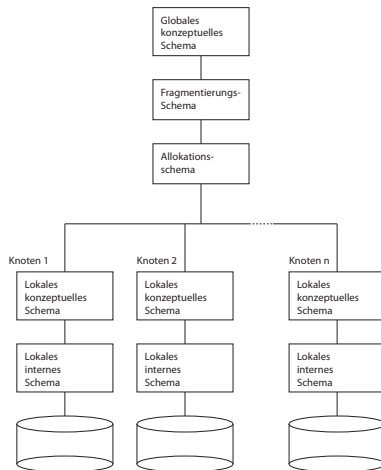 Globales
konzeptuelles
Schema
Fragmentierungs-
Schema
Allokations-
schema
Knoten 1
Knoten 2
Knoten n
Lokales
konzeptuelles
Schema
Lokales
konzeptuelles
Schema
Lokales
konzeptuelles
Schema
Lokales
internes
Schema
Lokales
internes
Schema
Lokales
internes
Schema